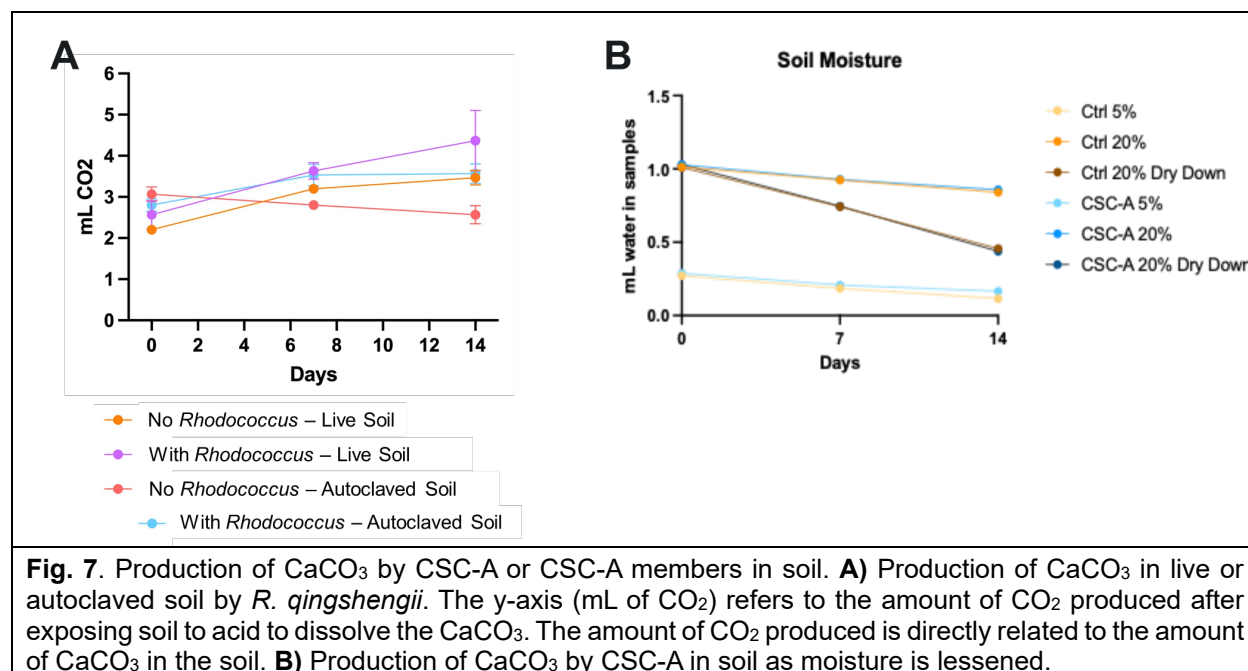 A
6
5
4
3
2
1
0
mL CO2
0 2 4 6 8 10 12 14
Days
No Rhodococcus – Live Soil
With Rhodococcus – Live Soil
No Rhodococcus – Autoclaved Soil
With Rhodococcus – Autoclaved Soil
B
Soil Moisture
1.5
1.0
0.5
0.0
mL water in samples
0 7 14
Days
Ctrl 5%
Ctrl 20%
Ctrl 20% Dry Down
CSC-A 5%
CSC-A 20%
CSC-A 20% Dry Down
Fig. 7. Production of CaCO₃ by CSC-A or CSC-A members in soil. A) Production of CaCO₃ in live or
autoclaved soil by R. qingshengii. The y-axis (mL of CO₂) refers to the amount of CO₂ produced after
exposing soil to acid to dissolve the CaCO₃. The amount of CO₂ produced is directly related to the amount
of CaCO₃ in the soil. B) Production of CaCO₃ by CSC-A in soil as moisture is lessened.